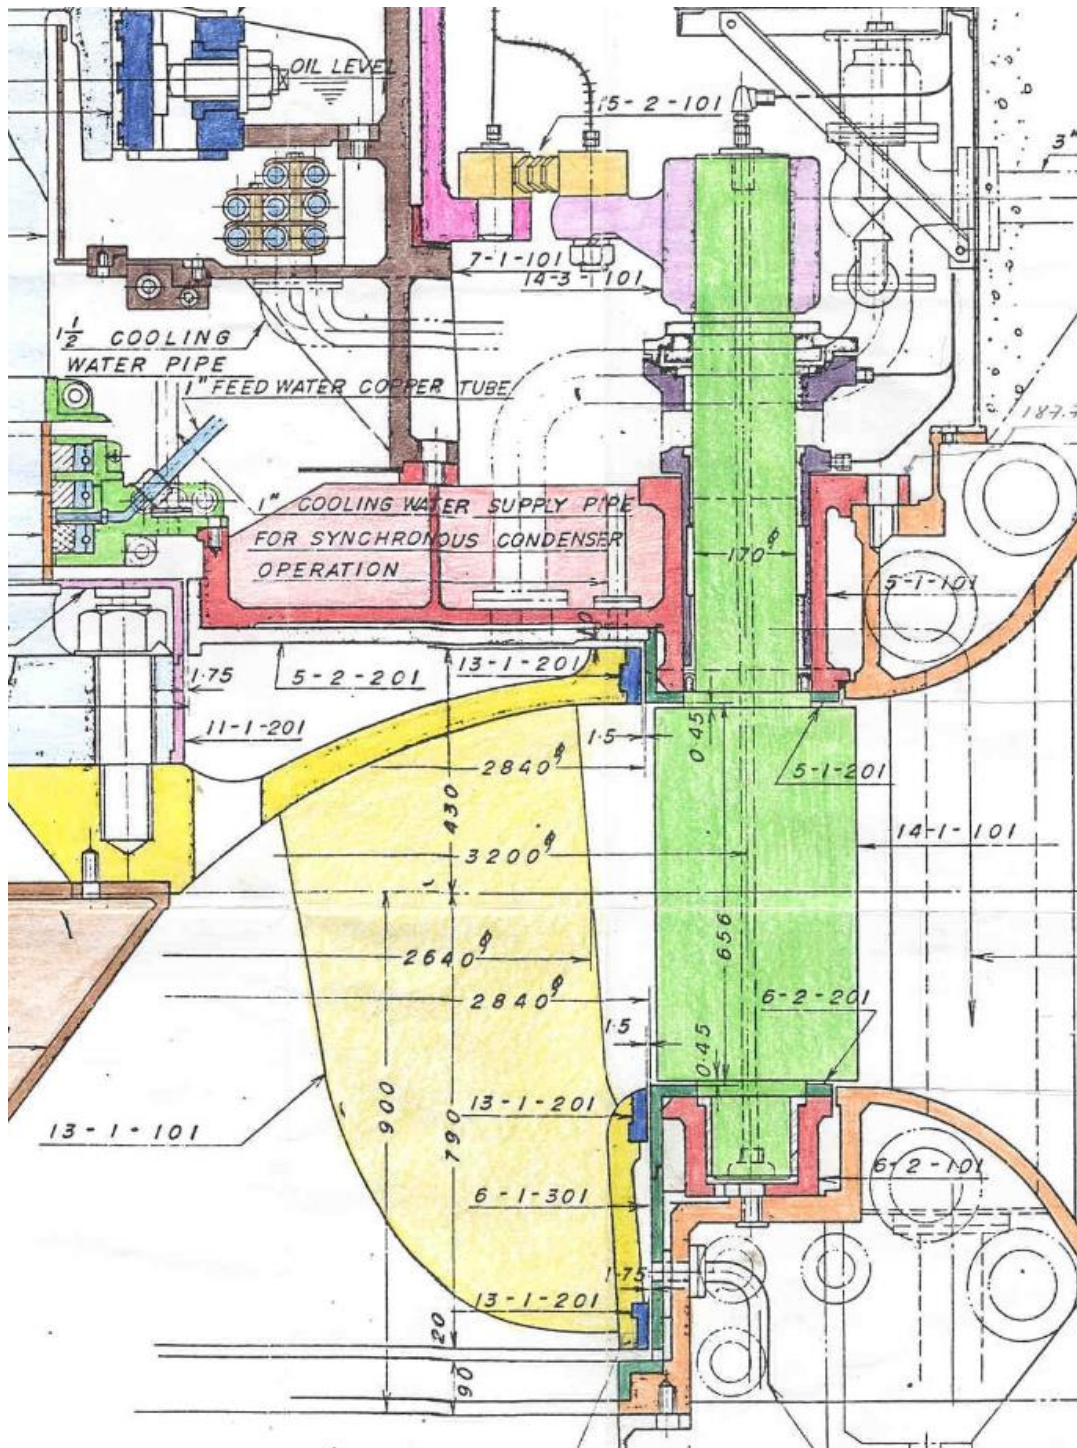 OIL LEVEL
15-2-101
3"
7-1-101
14-3-101
1½ COOLING
WATER PIPE
1" FEED WATER COPPER TUBE
1" COOLING WATER SUPPLY PIPE
FOR SYNCHRONOUS CONDENSER
OPERATION
170φ
5-1-101
1.75
5-2-201
13-1-201
11-1-201
1.5
0.45
2840φ
5-1-201
430
14-1-101
3200φ
656
2640φ
2840φ
6-2-201
1.5
0.45
900
790
13-1-201
13-1-101
6-2-101
6-1-301
1.75
13-1-201
20
90